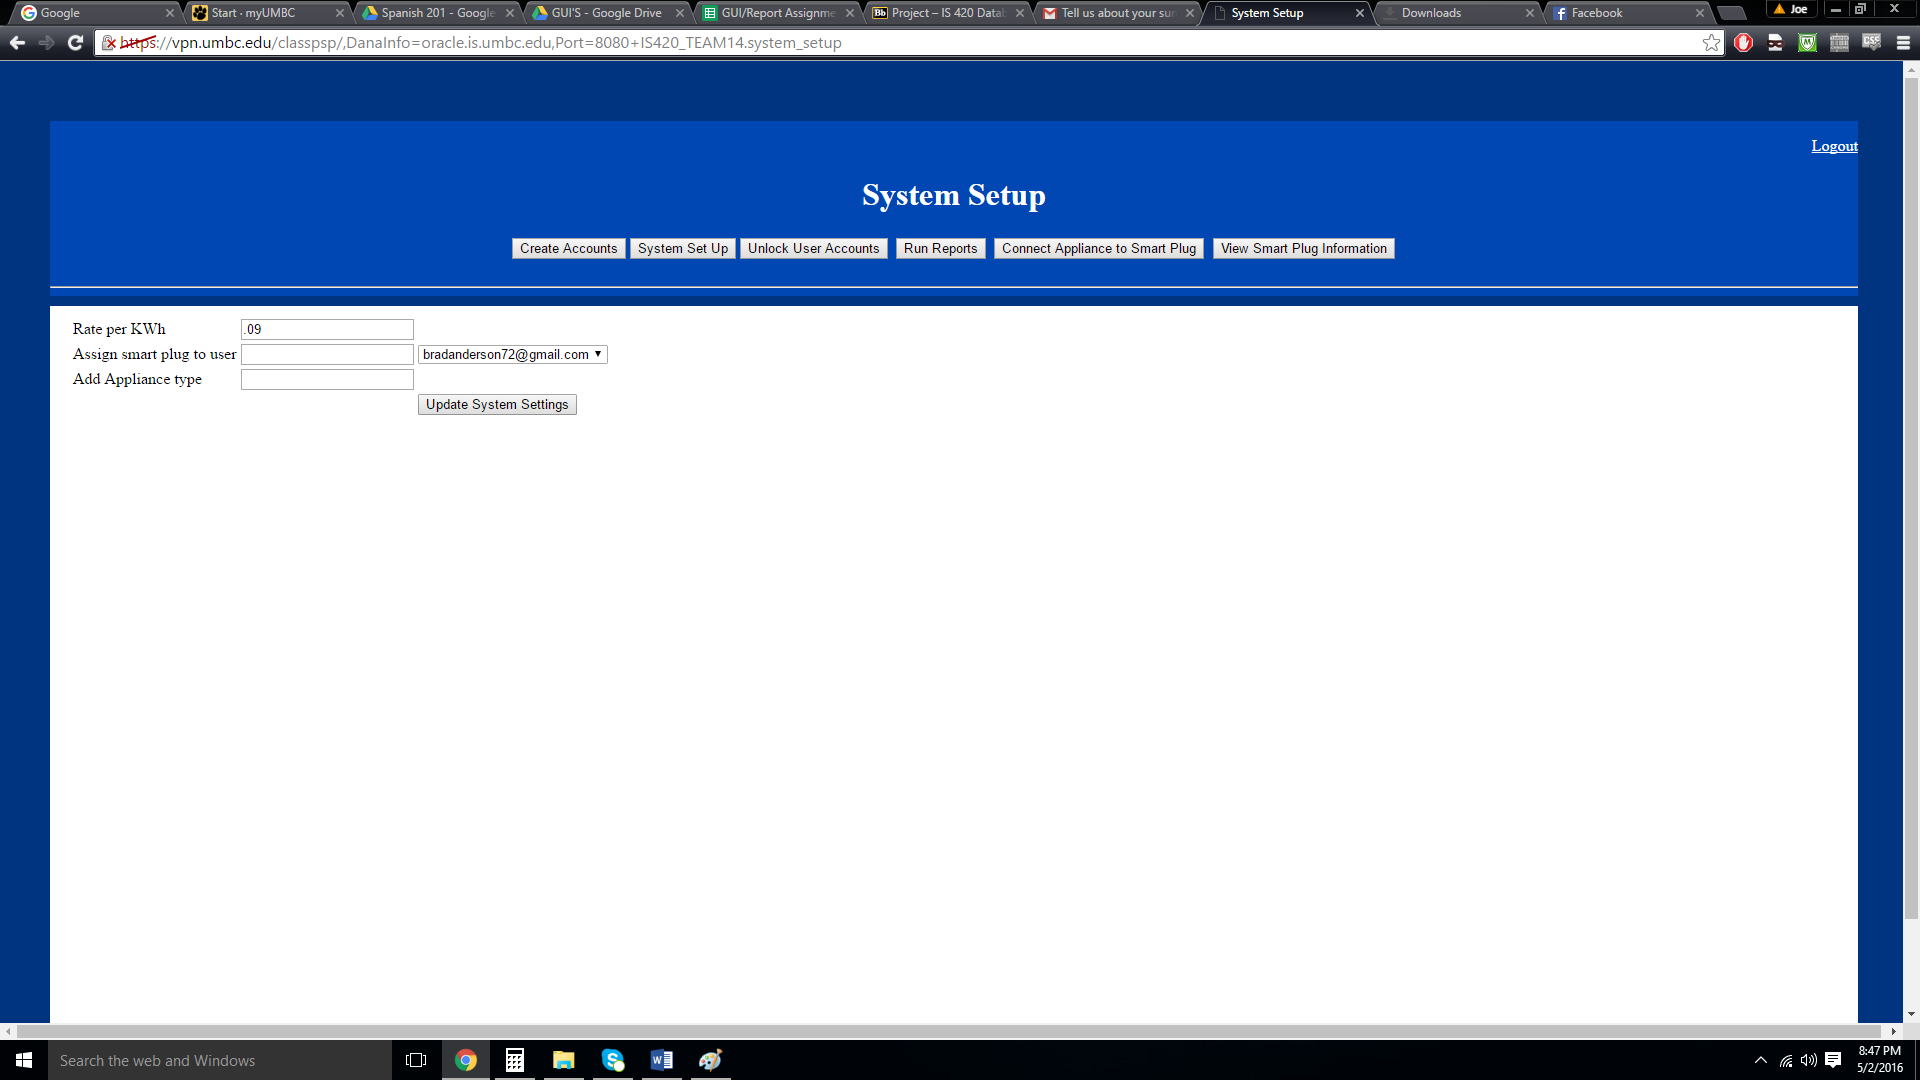 Google
Start · myUMBC
Spanish 201 - Google
GUI'S - Google Drive
GUI/Report Assignme
Project – IS 420 Datab
Tell us about your sur
System Setup
Downloads
Facebook
Joe
https://vpn.umbc.edu/classpsp/,DanaInfo=oracle.is.umbc.edu,Port=8080+IS420_TEAM14.system_setup
Logout
System Setup
Create Accounts System Set Up Unlock User Accounts Run Reports Connect Appliance to Smart Plug View Smart Plug Information
Rate per KWh .09
Assign smart plug to user bradanderson72@gmail.com
Add Appliance type
Update System Settings
Search the web and Windows
8:47 PM
5/2/2016